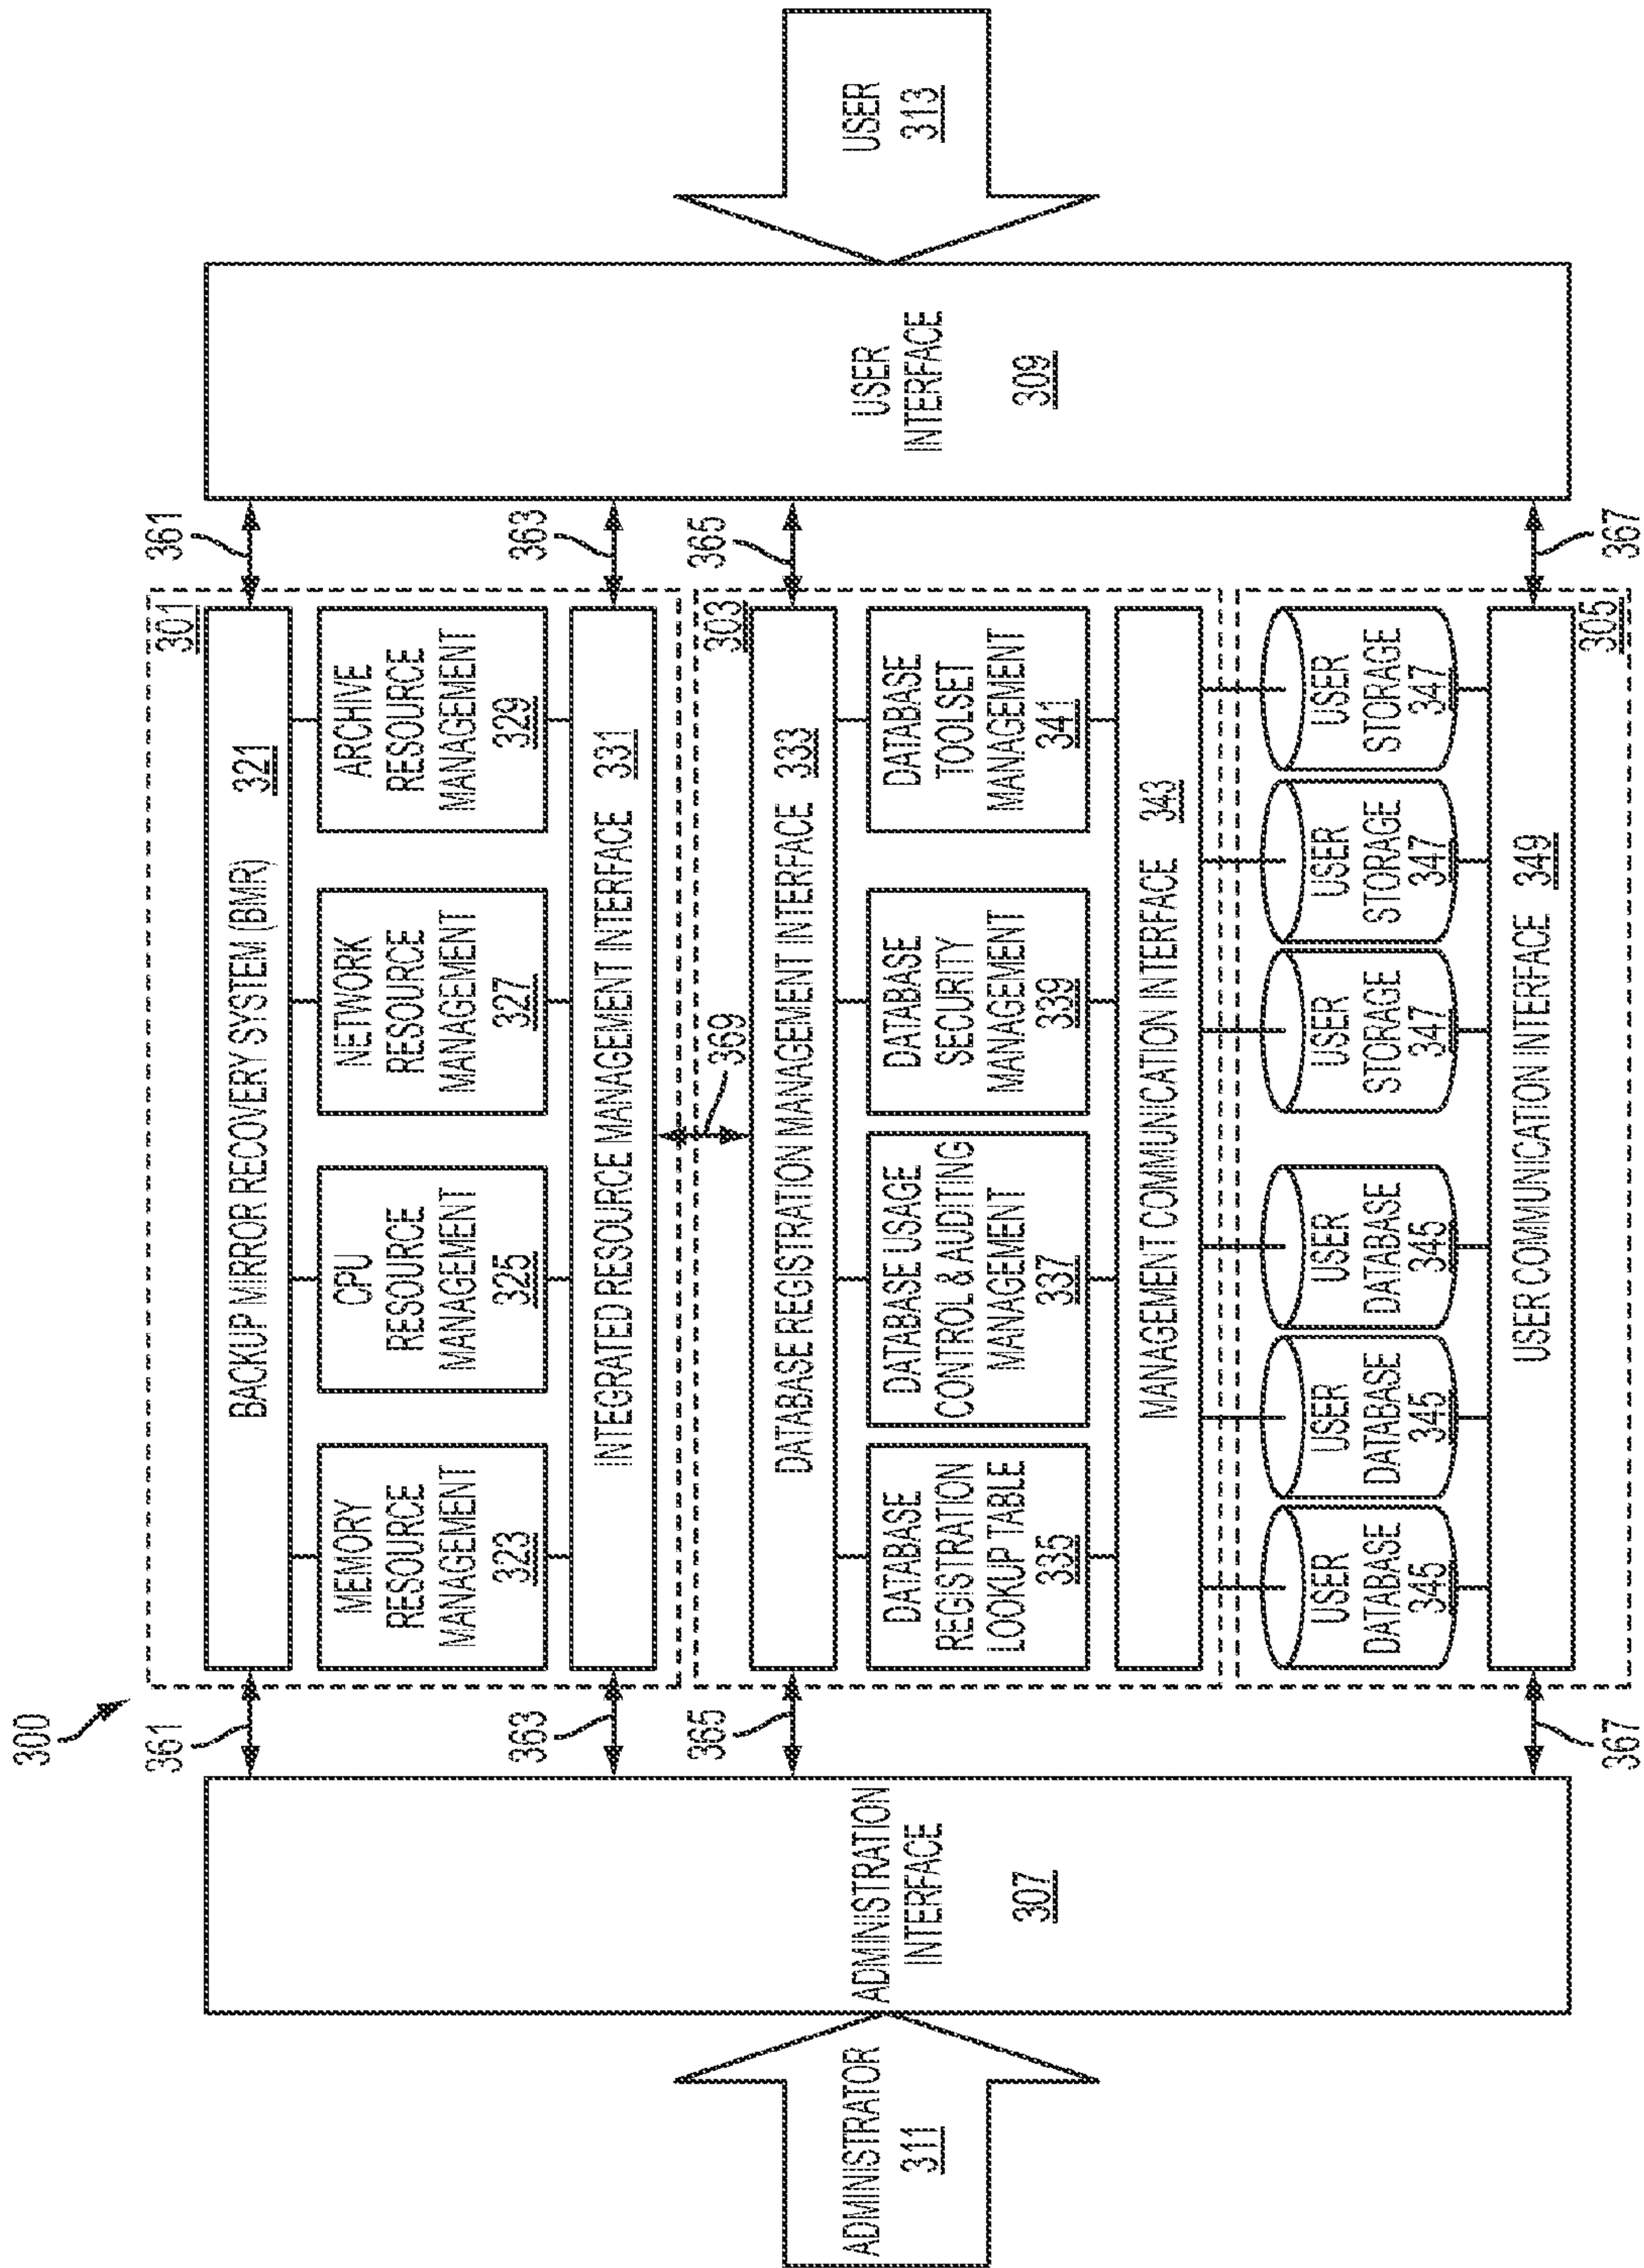 300
361
361
301
BACKUP MIRROR RECOVERY SYSTEM (BMR) 321
MEMORY
RESOURCE
MANAGEMENT
323
CPU
RESOURCE
MANAGEMENT
325
NETWORK
RESOURCE
MANAGEMENT
327
ARCHIVE
RESOURCE
MANAGEMENT
329
363
363
INTEGRATED RESOURCE MANAGEMENT INTERFACE 331
369
365
365
303
DATABASE REGISTRATION MANAGEMENT INTERFACE 333
DATABASE
REGISTRATION
LOOKUP TABLE
335
DATABASE USAGE
CONTROL & AUDITING
MANAGEMENT
337
DATABASE
SECURITY
MANAGEMENT
339
DATABASE
TOOLSET
MANAGEMENT
341
MANAGEMENT COMMUNICATION INTERFACE 343
USER
DATABASE
345
USER
DATABASE
345
USER
DATABASE
345
USER
STORAGE
347
USER
STORAGE
347
USER
STORAGE
347
USER COMMUNICATION INTERFACE 349
305
367
367
ADMINISTRATOR
311
ADMINISTRATION
INTERFACE
307
USER
INTERFACE
309
USER
313